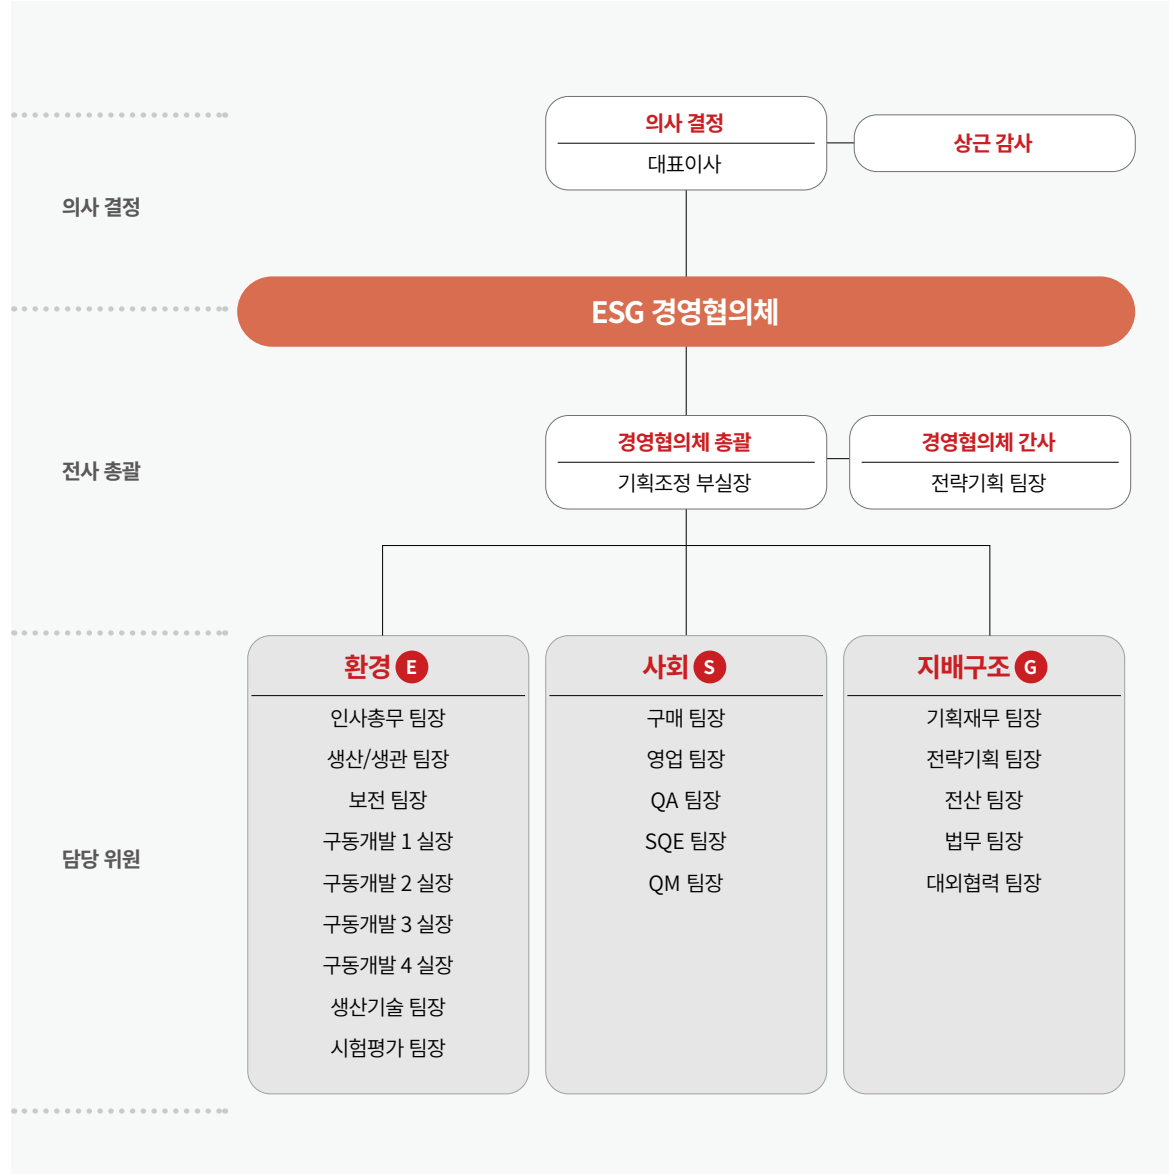 의사 결정
의사 결정
대표이사
상근 감사
ESG 경영협의체
전사 총괄
경영협의체 총괄
기획조정 부실장
경영협의체 간사
전략기획 팀장
담당 위원
환경 E
인사총무 팀장
생산/생관 팀장
보전 팀장
구동개발 1 실장
구동개발 2 실장
구동개발 3 실장
구동개발 4 실장
생산기술 팀장
시험평가 팀장
사회 S
구매 팀장
영업 팀장
QA 팀장
SQE 팀장
QM 팀장
지배구조 G
기획재무 팀장
전략기획 팀장
전산 팀장
법무 팀장
대외협력 팀장